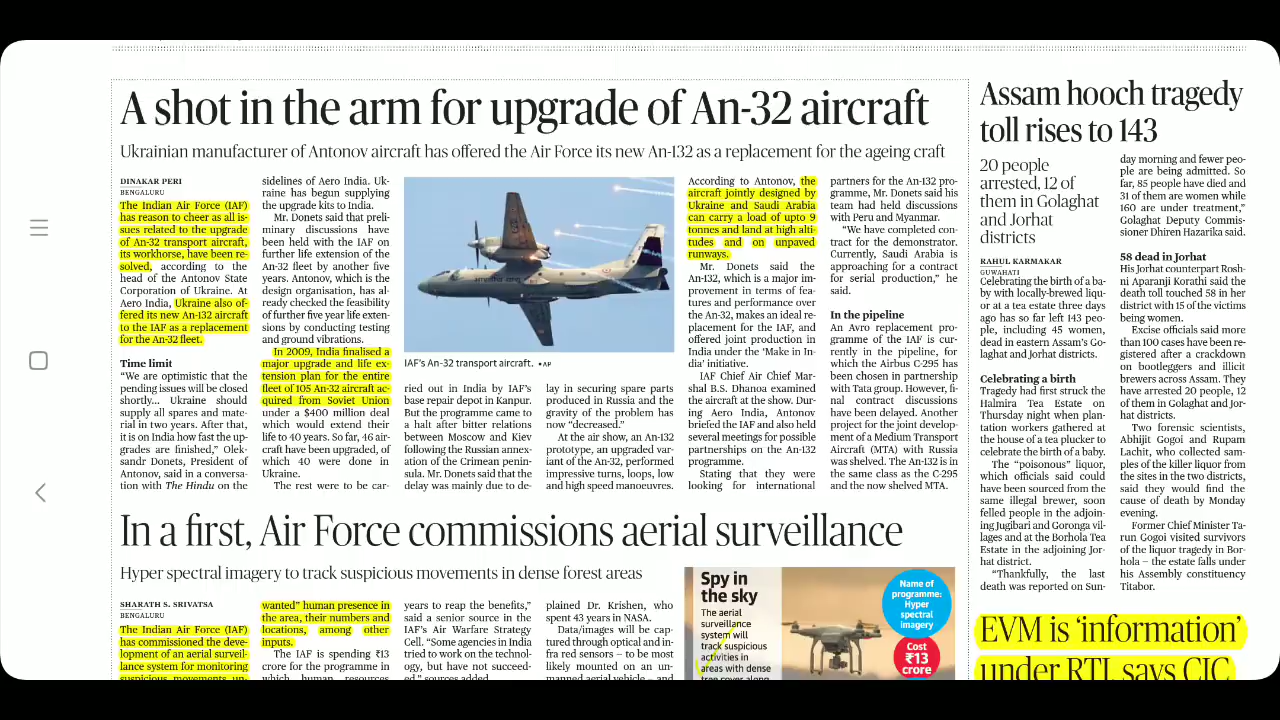 A shot in the arm for upgrade of An-32 aircraft
Ukrainian manufacturer of Antonov aircraft has offered the Air Force its new An-132 as a replacement for the ageing craft
DINAKAR PERI
BENGALURU
The Indian Air Force (IAF)
has reason to cheer as all is-
sues related to the upgrade
of An-32 transport aircraft,
its workhorse, have been re-
solved, according to the
head of the Antonov State
Corporation of Ukraine. At
Aero India, Ukraine also of-
fered its new An-132 aircraft
to the IAF as a replacement
for the An-32 fleet.
Time limit
“We are optimistic that the
pending issues will be closed
shortly... Ukraine should
supply all spares and mate-
rial in two years. After that,
it is on India how fast the up-
grades are finished,” Olek-
sandr Donets, President of
Antonov, said in a conversa-
tion with The Hindu on the
sidelines of Aero India. Uk-
raine has begun supplying
the upgrade kits to India.
Mr. Donets said that preli-
minary discussions have
been held with the IAF on
further life extension of the
An-32 fleet by another five
years. Antonov, which is the
design organisation, has al-
ready checked the feasibility
of further five year life exten-
sions by conducting testing
and ground vibrations.
In 2009, India finalised a
major upgrade and life ex-
tension plan for the entire
fleet of 105 An-32 aircraft ac-
quired from Soviet Union
under a $400 million deal
which would extend their
life to 40 years. So far, 46 air-
craft have been upgraded, of
which 40 were done in
Ukraine.
The rest were to be car-
IAF's An-32 transport aircraft. •AP
ried out in India by IAF's
base repair depot in Kanpur.
But the programme came to
a halt after bitter relations
between Moscow and Kiev
following the Russian annex-
ation of the Crimean penin-
sula. Mr. Donets said that the
delay was mainly due to de-
lay in securing spare parts
produced in Russia and the
gravity of the problem has
now “decreased.”
At the air show, an An-132
prototype, an upgraded var-
iant of the An-32, performed
impressive turns, loops, low
and high speed manoeuvres.
According to Antonov, the
aircraft jointly designed by
Ukraine and Saudi Arabia
can carry a load of upto 9
tonnes and land at high alti-
tudes and on unpaved
runways.
Mr. Donets said the
An-132, which is a major im-
provement in terms of fea-
tures and performance over
the An-32, makes an ideal re-
placement for the IAF, and
offered joint production in
India under the ‘Make in In-
dia’ initiative.
IAF Chief Air Chief Mar-
shal B.S. Dhanoa examined
the aircraft at the show. Dur-
ing Aero India, Antonov
briefed the IAF and also held
several meetings for possible
partnerships on the An-132
programme.
Stating that they were
looking for international
partners for the An-132 pro-
gramme, Mr. Donets said his
team had held discussions
with Peru and Myanmar.
“We have completed con-
tract for the demonstrator.
Currently, Saudi Arabia is
approaching for a contract
for serial production,” he
said.
In the pipeline
An Avro replacement pro-
gramme of the IAF is cur-
rently in the pipeline, for
which the Airbus C-295 has
been chosen in partnership
with Tata group. However, fi-
nal contract discussions
have been delayed. Another
project for the joint develop-
ment of a Medium Transport
Aircraft (MTA) with Russia
was shelved. The An-132 is in
the same class as the C-295
and the now shelved MTA.
Assam hooch tragedy
toll rises to 143
20 people
arrested, 12 of
them in Golaghat
and Jorhat
districts
RAHUL KARMAKAR
GUWAHATI
Celebrating the birth of a ba-
by with locally-brewed liqu-
or at a tea estate three days
ago has so far left 143 peo-
ple, including 45 women,
dead in eastern Assam's Go-
laghat and Jorhat districts.
Celebrating a birth
Tragedy had first struck the
Halmira Tea Estate on
Thursday night when plan-
tation workers gathered at
the house of a tea plucker to
celebrate the birth of a baby.
The “poisonous” liquor,
which officials said could
have been sourced from the
same illegal brewer, soon
felled people in the adjoin-
ing Jugibari and Goronga vil-
lages and at the Borhola Tea
Estate in the adjoining Jor-
hat district.
“Thankfully, the last
death was reported on Sun-
day morning and fewer peo-
ple are being admitted. So
far, 85 people have died and
31 of them are women while
160 are under treatment,”
Golaghat Deputy Commis-
sioner Dhiren Hazarika said.
58 dead in Jorhat
His Jorhat counterpart Rosh-
ni Aparanji Korathi said the
death toll touched 58 in her
district with 15 of the victims
being women.
Excise officials said more
than 100 cases have been re-
gistered after a crackdown
on bootleggers and illicit
brewers across Assam. They
have arrested 20 people, 12
of them in Golaghat and Jor-
hat districts.
Two forensic scientists,
Abhijit Gogoi and Rupam
Lachit, who collected sam-
ples of the killer liquor from
the sites in the two districts,
said they would find the
cause of death by Monday
evening.
Former Chief Minister Ta-
run Gogoi visited survivors
of the liquor tragedy in Bor-
hola – the estate falls under
his Assembly constituency
Titabor.
In a first, Air Force commissions aerial surveillance
Hyper spectral imagery to track suspicious movements in dense forest areas
SHARATH S. SRIVATSA
BENGALURU
The Indian Air Force (IAF)
has commissioned the deve-
lopment of an aerial surveil-
lance system for monitoring
suspicious movements un-
wanted” human presence in
the area, their numbers and
locations, among other
inputs.
The IAF is spending ₹13
crore for the programme in
which human resources
years to reap the benefits,”
said a senior source in the
IAF's Air Warfare Strategy
Cell. “Some agencies in India
tried to work on the technol-
ogy, but have not succeed-
ed,” sources added.
plained Dr. Krishen, who
spent 43 years in NASA.
Data/images will be cap-
tured through optical and in-
fra red sensors – to be most
likely mounted on an un-
manned aerial vehicle – and
Spy in
the sky
The aerial
surveillance
system will
track suspicious
activities in
areas with dense
tree cover along
Name of
programme:
Hyper
spectral
imagery
Cost
₹13
crore
EVM is ‘information’
under RTI, says CIC